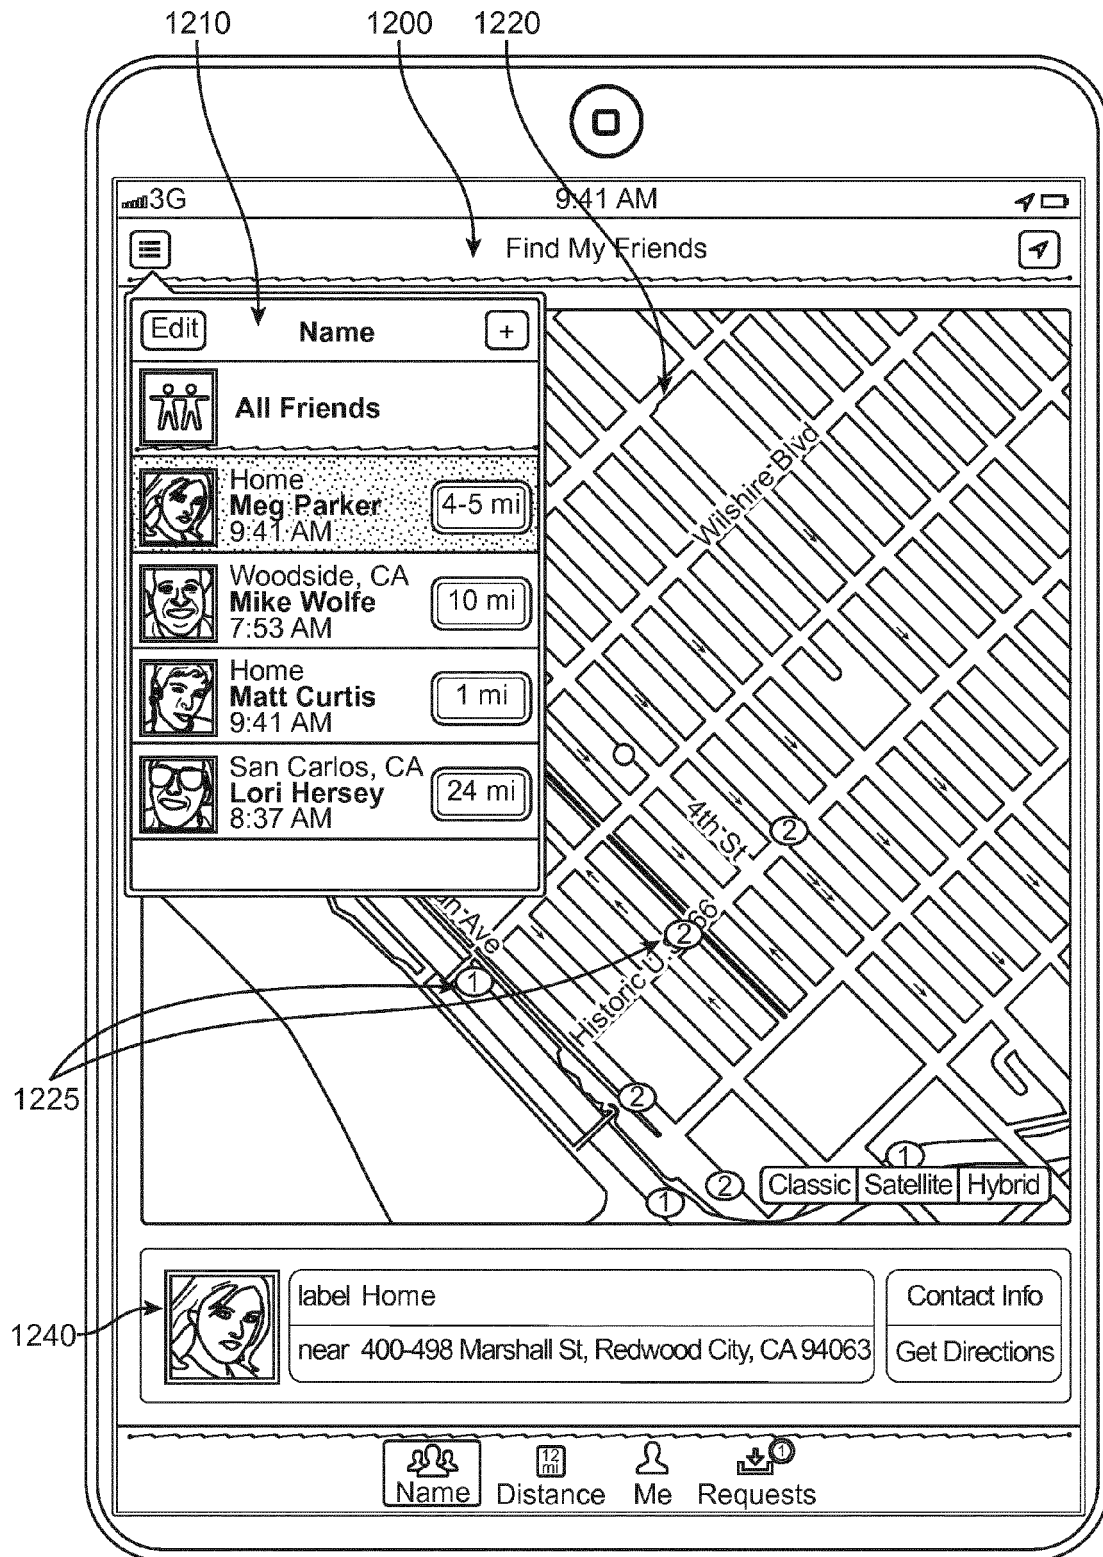 1210 1200 1220
3G 9:41 AM
Find My Friends
Edit Name +
All Friends
Home
Meg Parker
9:41 AM
4-5 mi
Woodside, CA
Mike Wolfe
7:53 AM
10 mi
Home
Matt Curtis
9:41 AM
1 mi
San Carlos, CA
Lori Hersey
8:37 AM
24 mi
Wilshire Blvd
4th St
2
Historic U.S. 66
2
an Ave
1
1225
2
1
2
1
Classic Satellite Hybrid
1240
label Home
near 400-498 Marshall St, Redwood City, CA 94063
Contact Info
Get Directions
12
mi
1
Name Distance Me Requests